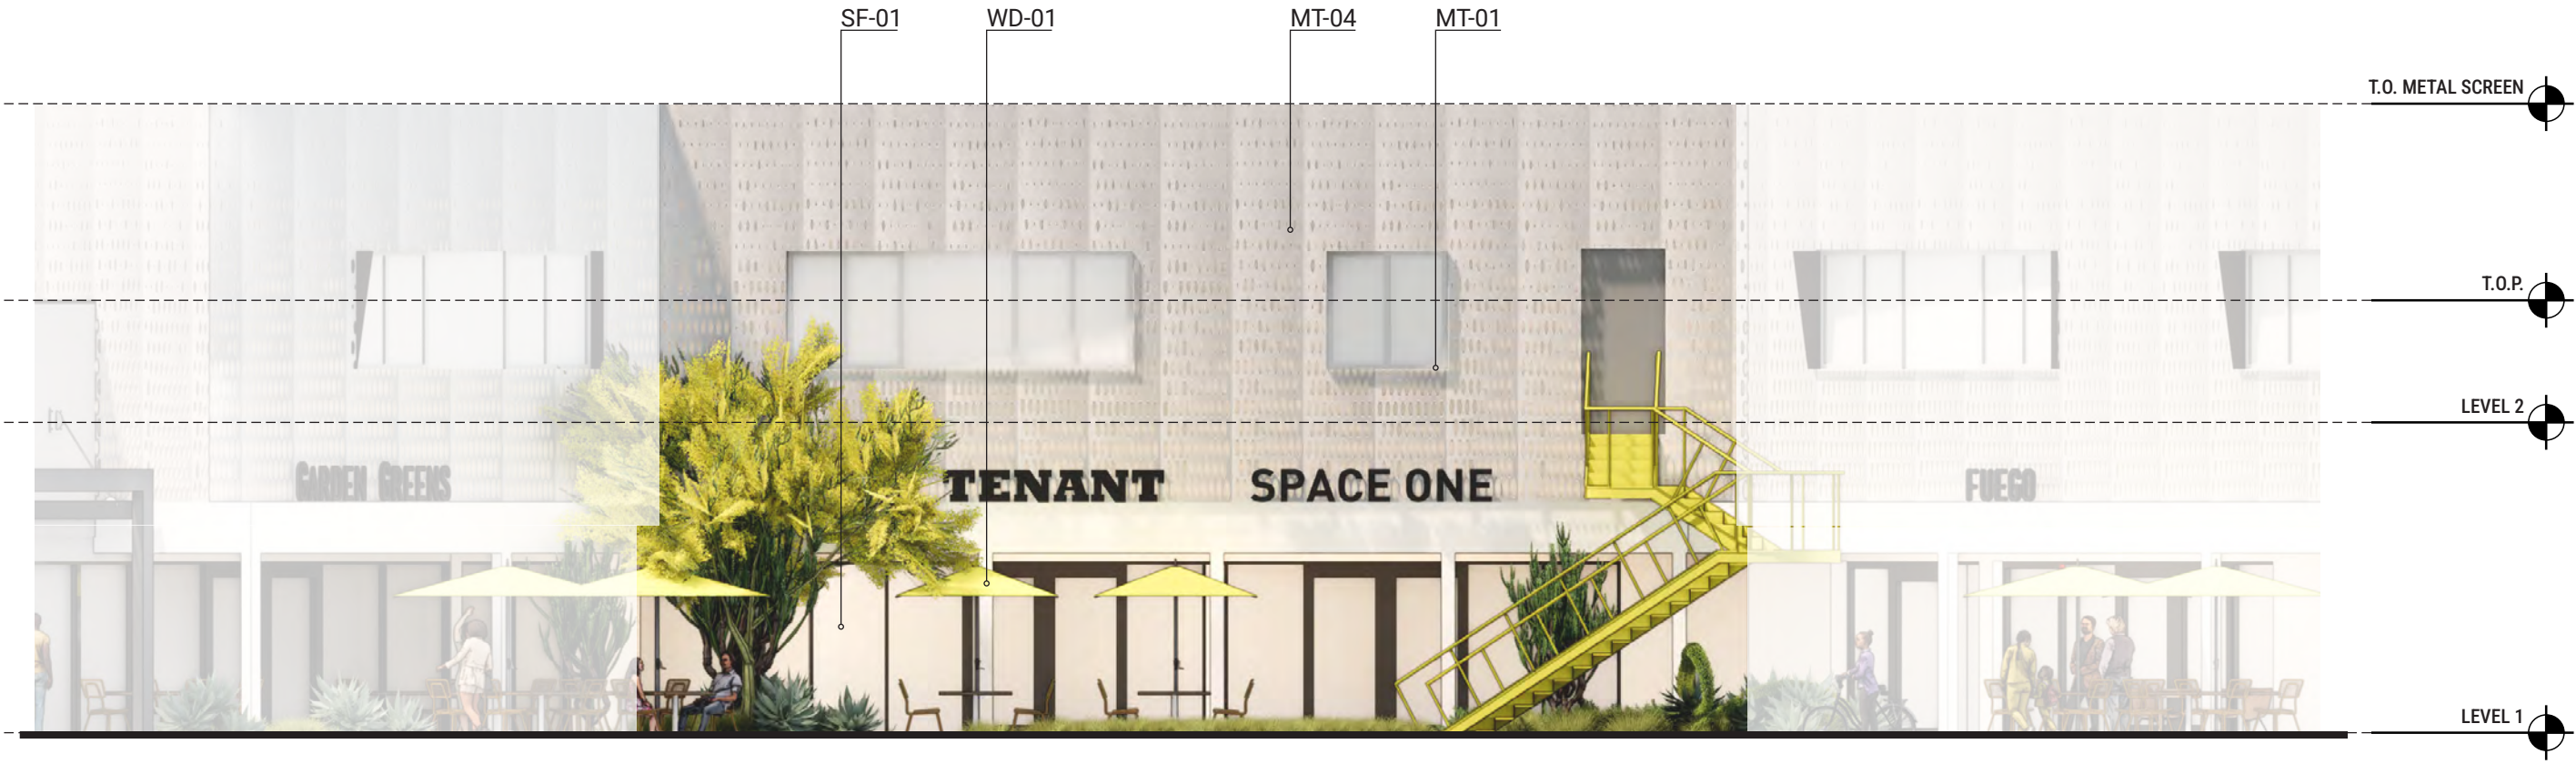 SF-01 WD-01 MT-04 MT-01
T.O. METAL SCREEN
T.O.P.
LEVEL 2
GARDEN GREENS TENANT SPACE ONE FUEGO
LEVEL 1